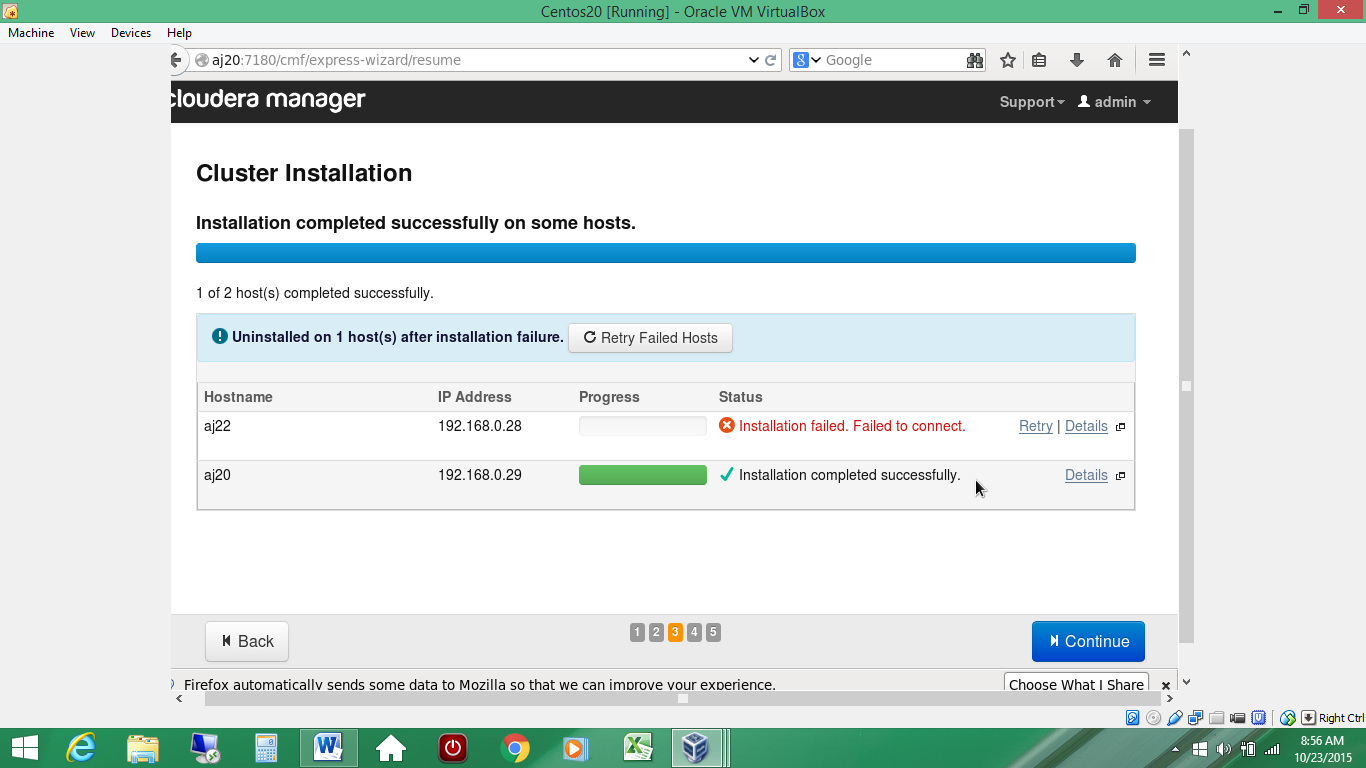 Centos20 [Running] - Oracle VM VirtualBox
Machine View Devices Help
aj20:7180/cmf/express-wizard/resume
Google
cloudera manager
Support admin
Cluster Installation
Installation completed successfully on some hosts.
1 of 2 host(s) completed successfully.
Uninstalled on 1 host(s) after installation failure. Retry Failed Hosts
Hostname IP Address Progress Status
aj22 192.168.0.28 Installation failed. Failed to connect. Retry | Details
aj20 192.168.0.29 Installation completed successfully. Details
Back 1 2 3 4 5 Continue
Firefox automatically sends some data to Mozilla so that we can improve your experience. Choose What I Share
Right Ctrl
8:56 AM
10/23/2015